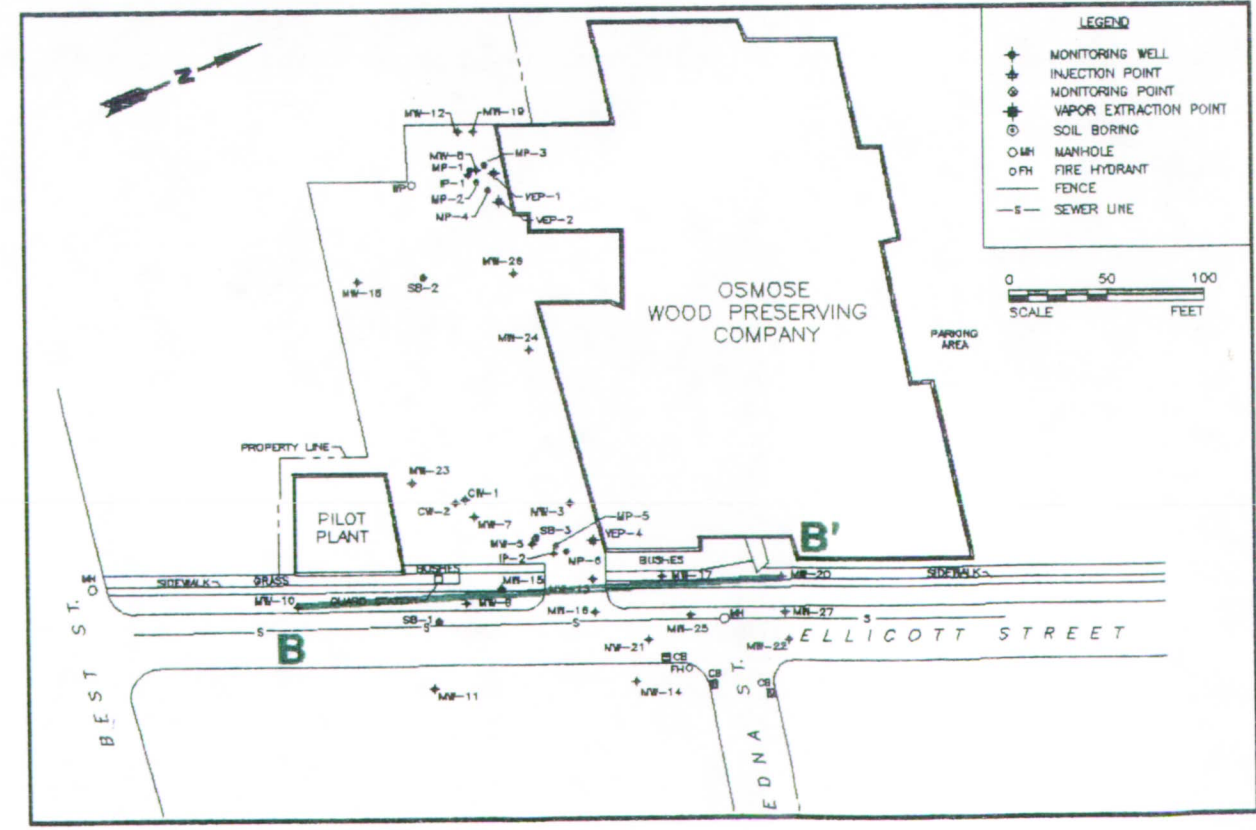 LEGEND
MONITORING WELL
INJECTION POINT
MONITORING POINT
VAPOR EXTRACTION POINT
SOIL BORING
MH MANHOLE
FH FIRE HYDRANT
FENCE
S SEWER LINE
0 50 100
SCALE FEET
N
MW-12 MW-19
MW-6 MP-3
MP-1
IP-1
MP-2 VEP-1
MP-4 VEP-2
MW-26
MW-18 SB-2
MW-24
OSMOSE
WOOD PRESERVING
COMPANY
PARKING
AREA
PROPERTY LINE
MW-23
CW-1
CW-2 MW-3
MW-7
SB-3 MP-5
MW-5 VEP-4
IP-2 MP-6
PILOT
PLANT
B'
BUSHES BUSHES
MH SIDEWALK GRASS MW-15 MW-17 MW-20 SIDEWALK
MW-10 GUARD STATION MW-8
MW-16 MW-27
SB-1 MW-25 MH
S S S S
B
ELLICOTT STREET
MW-21 MW-22
CB
FH CB CB
MW-11 MW-14
BEST ST.
EDNA ST.